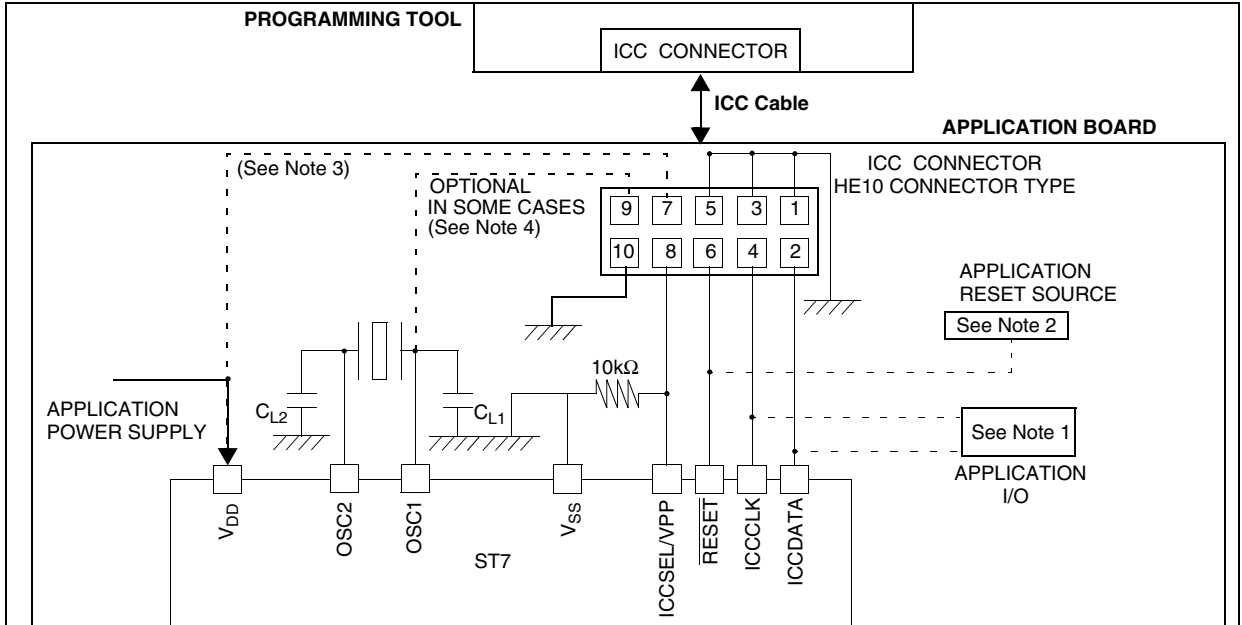 PROGRAMMING TOOL
ICC CONNECTOR
ICC Cable
APPLICATION BOARD
(See Note 3)
OPTIONAL
IN SOME CASES
(See Note 4)
ICC CONNECTOR
HE10 CONNECTOR TYPE
9 7 5 3 1
10 8 6 4 2
APPLICATION
RESET SOURCE
See Note 2
10kΩ
APPLICATION
POWER SUPPLY
CL2
CL1
See Note 1
APPLICATION
I/O
VDD
OSC2
OSC1
VSS
ICCSEL/VPP
RESET
ICCCLK
ICCDATA
ST7